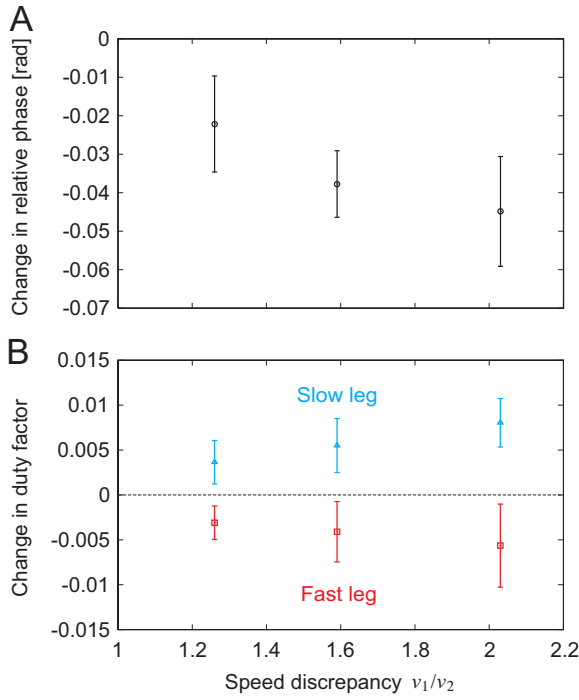 A
Change in relative phase [rad]
0
-0.01
-0.02
-0.03
-0.04
-0.05
-0.06
-0.07
B
Change in duty factor
0.015
0.01
0.005
0
-0.005
-0.01
-0.015
Slow leg
Fast leg
1 1.2 1.4 1.6 1.8 2 2.2
Speed discrepancy v₁/v₂